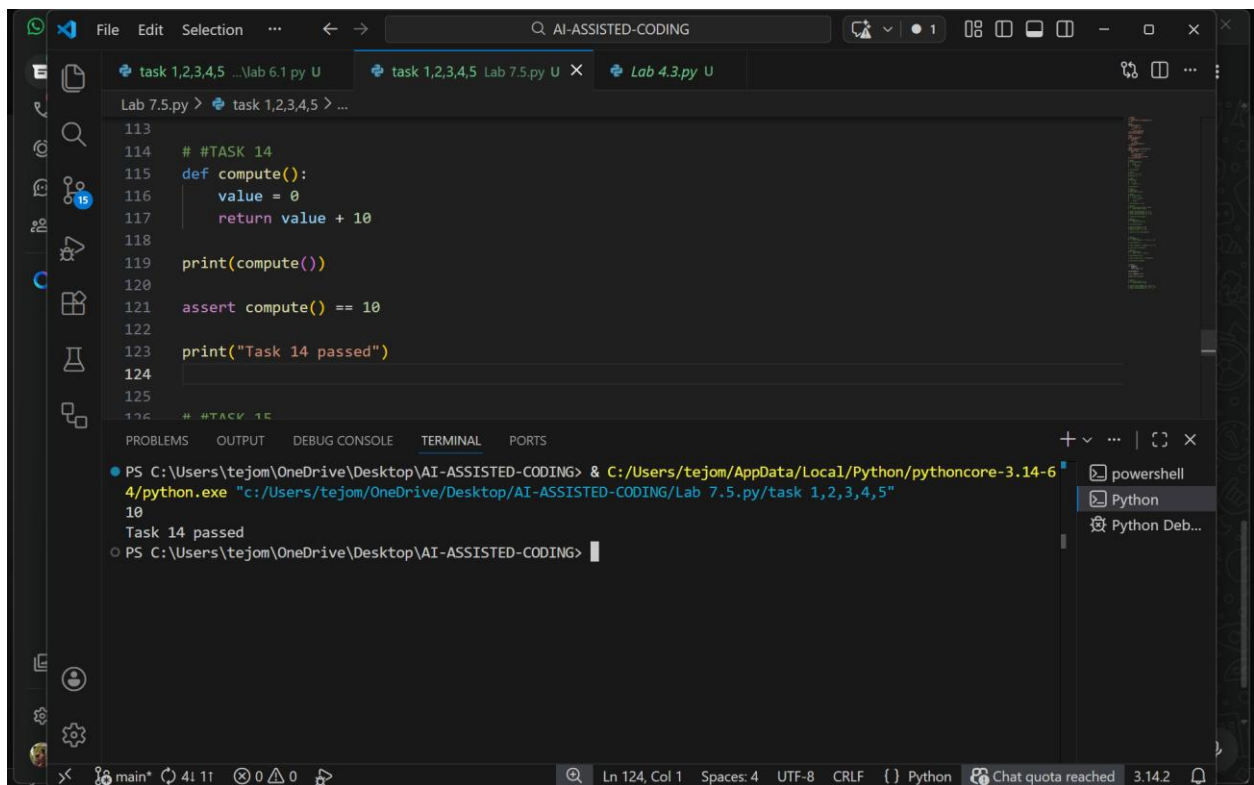 File Edit Selection ··· ← → AI-ASSISTED-CODING 1
task 1,2,3,4,5 ...\lab 6.1 py U task 1,2,3,4,5 Lab 7.5.py U Lab 4.3.py U
Lab 7.5.py > task 1,2,3,4,5 > ...
113
114 # #TASK 14
115 def compute():
116 value = 0
117 return value + 10
118
119 print(compute())
120
121 assert compute() == 10
122
123 print("Task 14 passed")
124
125
126 # #TASK 15
15
PROBLEMS OUTPUT DEBUG CONSOLE TERMINAL PORTS
PS C:\Users\tejom\OneDrive\Desktop\AI-ASSISTED-CODING> & C:/Users/tejom/AppData/Local/Python/pythoncore-3.14-6
4/python.exe "c:/Users/tejom/OneDrive/Desktop/AI-ASSISTED-CODING/Lab 7.5.py/task 1,2,3,4,5"
10
Task 14 passed
PS C:\Users\tejom\OneDrive\Desktop\AI-ASSISTED-CODING>
powershell
Python
Python Deb...
main* 4↓ 1↑ 0 0 Ln 124, Col 1 Spaces: 4 UTF-8 CRLF { } Python Chat quota reached 3.14.2